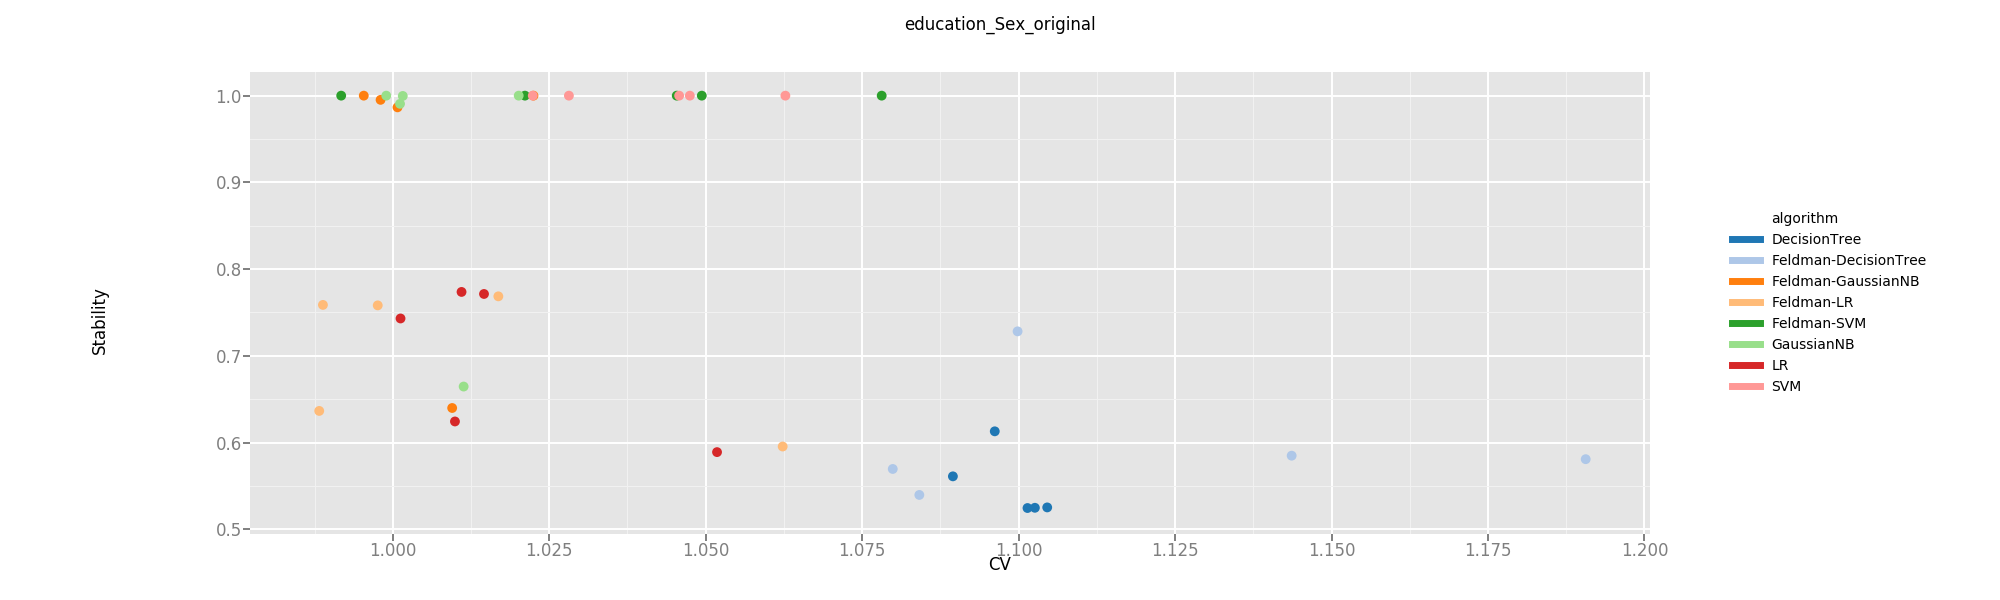 education_Sex_original
Stability
1.0
0.9
0.8
0.7
0.6
0.5
1.000 1.025 1.050 1.075 1.100 1.125 1.150 1.175 1.200
CV
algorithm
DecisionTree
Feldman-DecisionTree
Feldman-GaussianNB
Feldman-LR
Feldman-SVM
GaussianNB
LR
SVM